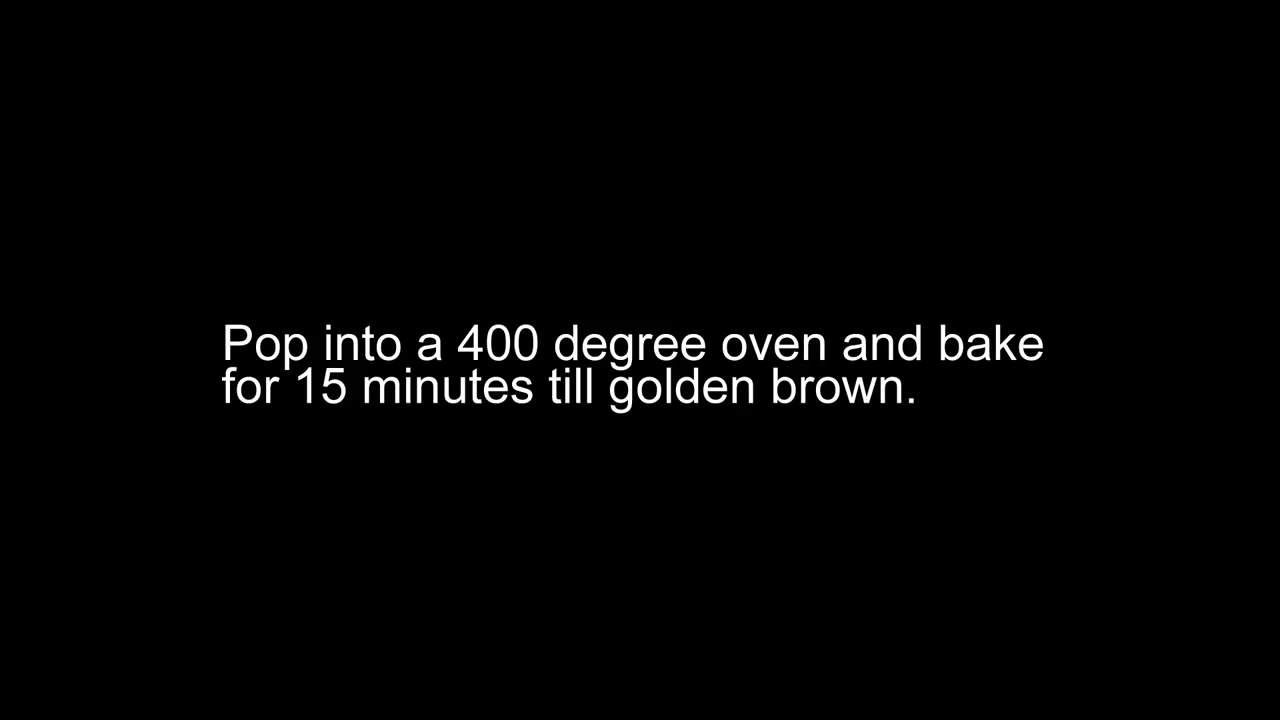 Pop into a 400 degree oven and bake
for 15 minutes till golden brown.